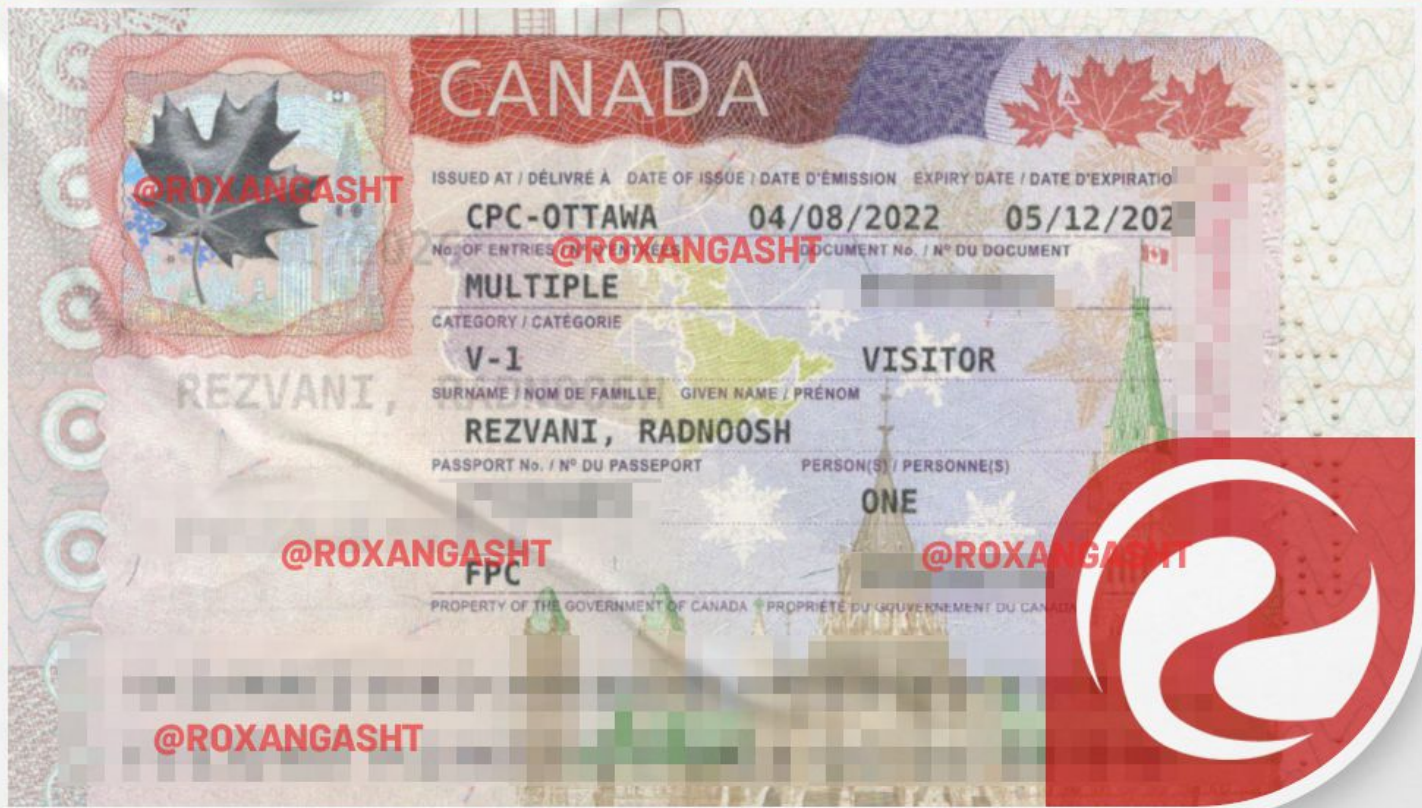 CANADA
@ROXANGASHT
ISSUED AT / DÉLIVRÉ À DATE OF ISSUE / DATE D'ÉMISSION EXPIRY DATE / DATE D'EXPIRATIO
CPC-OTTAWA 04/08/2022 05/12/202
No. OF ENTRIES @ROXANGASHT DOCUMENT No. / Nº DU DOCUMENT
MULTIPLE
CATEGORY / CATÉGORIE
V-1 VISITOR
REZVANI, RADNOOSH
SURNAME / NOM DE FAMILLE, GIVEN NAME / PRÉNOM
REZVANI, RADNOOSH
PASSPORT No. / Nº DU PASSEPORT PERSON(S) / PERSONNE(S)
ONE
@ROXANGASHT @ROXANGASHT
FPC
PROPERTY OF THE GOVERNMENT OF CANADA PROPRIÉTÉ DU GOUVERNEMENT DU CANADA
@ROXANGASHT